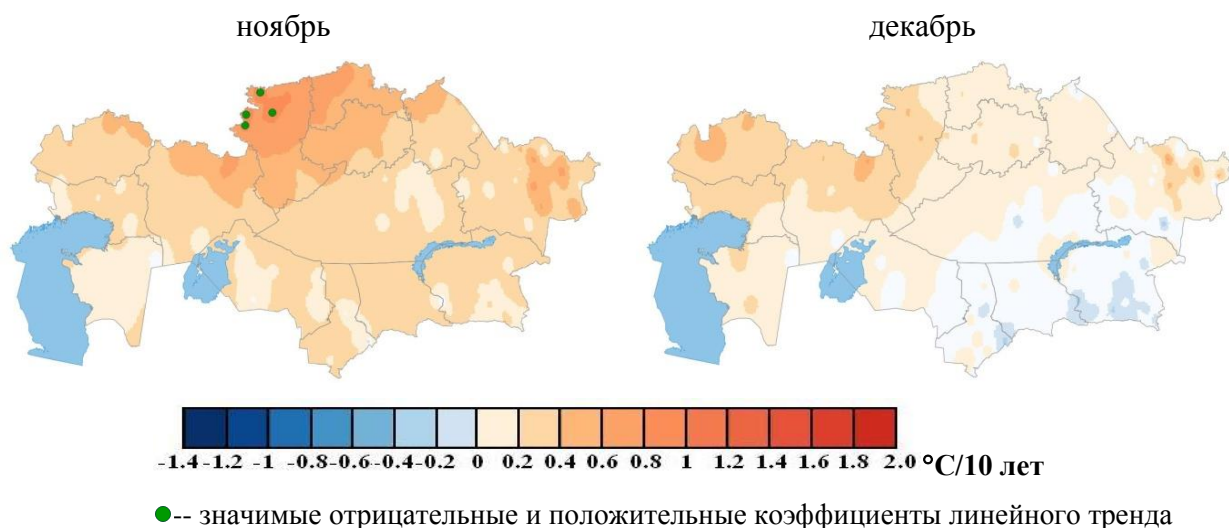 ноябрь
декабрь
-1.4 -1.2 -1 -0.8 -0.6 -0.4 -0.2 0 0.2 0.4 0.6 0.8 1 1.2 1.4 1.6 1.8 2.0 °C/10 лет
-- значимые отрицательные и положительные коэффициенты линейного тренда